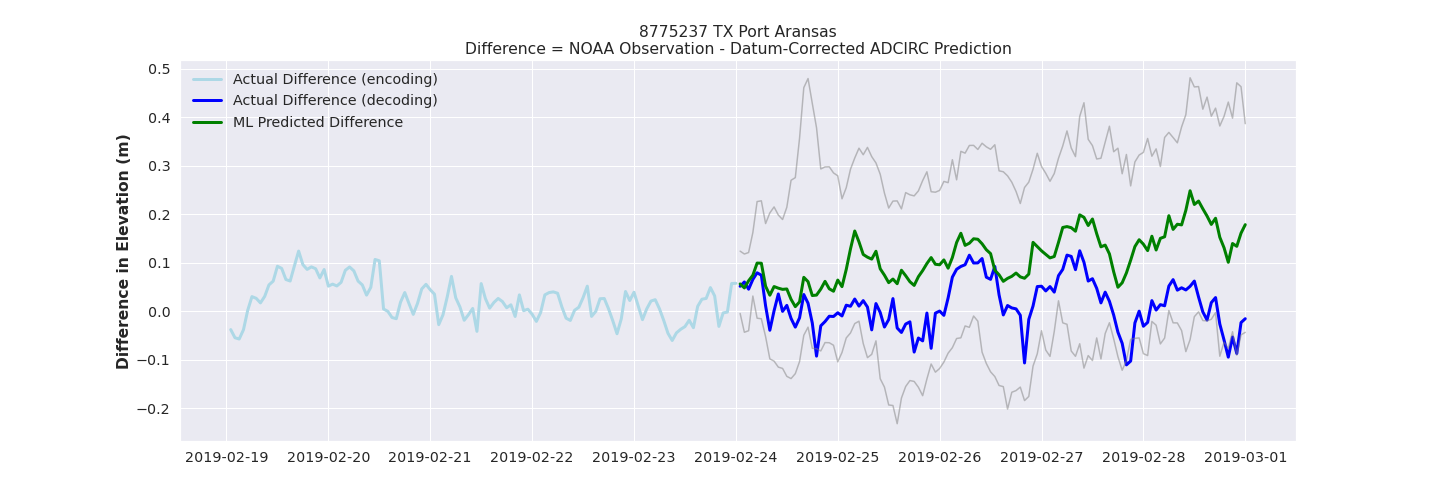 8775237 TX Port Aransas
Difference = NOAA Observation - Datum-Corrected ADCIRC Prediction
Actual Difference (encoding)
Actual Difference (decoding)
ML Predicted Difference
Difference in Elevation (m)
0.5
0.4
0.3
0.2
0.1
0.0
−0.1
−0.2
2019-02-19 2019-02-20 2019-02-21 2019-02-22 2019-02-23 2019-02-24 2019-02-25 2019-02-26 2019-02-27 2019-02-28 2019-03-01